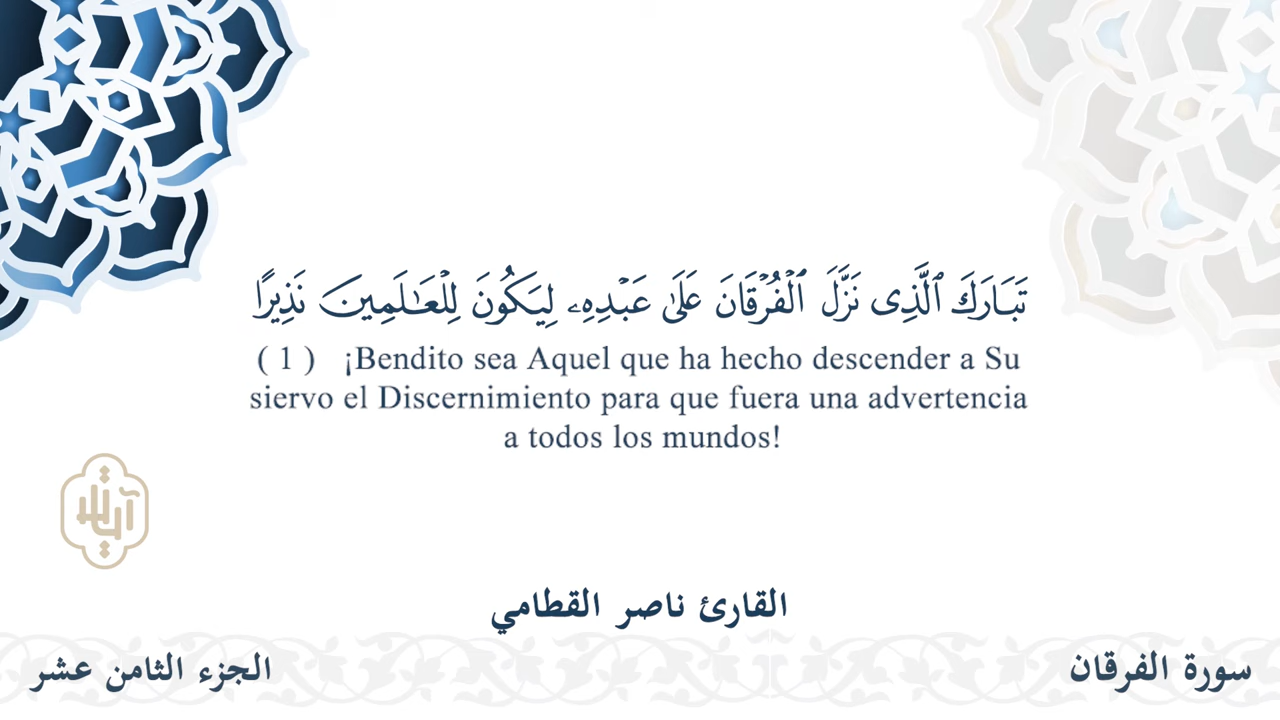 تَبَارَكَ ٱلَّذِى نَزَّلَ ٱلْفُرْقَانَ عَلَىٰ عَبْدِهِۦ لِيَكُونَ لِلْعَـٰلَمِينَ نَذِيرًا
( 1 ) ¡Bendito sea Aquel que ha hecho descender a Su
siervo el Discernimiento para que fuera una advertencia
a todos los mundos!
القارئ ناصر القطامي
سورة الفرقان
الجزء الثامن عشر